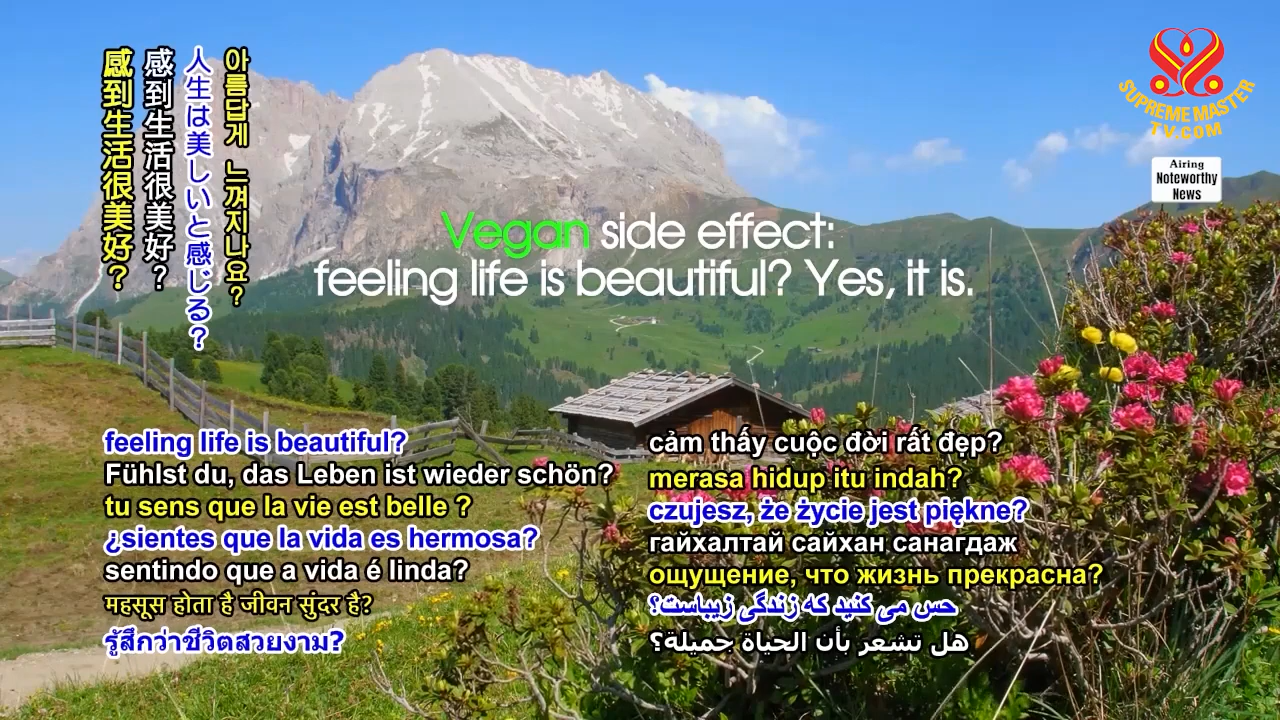 感到生活很美好？
感到生活很美好？
人生は美しいと感じる？
아름답게 느껴지나요?
SUPREME MASTER
TV.COM
Airing
Noteworthy
News
Vegan side effect:
feeling life is beautiful? Yes, it is.
feeling life is beautiful?
Fühlst du, das Leben ist wieder schön?
tu sens que la vie est belle ?
¿sientes que la vida es hermosa?
sentindo que a vida é linda?
महसूस होता है जीवन सुंदर है?
รู้สึกว่าชีวิตสวยงาม?
cảm thấy cuộc đời rất đẹp?
merasa hidup itu indah?
czujesz, że życie jest piękne?
гайхалтай сайхан санагдаж
ощущение, что жизнь прекрасна?
حس می کنید که زندگی زیباست؟
هل تشعر بأن الحياة جميلة؟